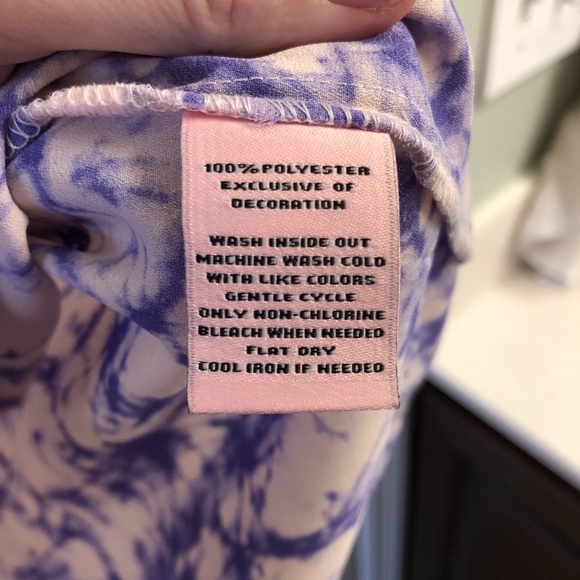 100% POLYESTER
EXCLUSIVE OF
DECORATION
WASH INSIDE OUT
MACHINE WASH COLD
WITH LIKE COLORS
GENTLE CYCLE
ONLY NON-CHLORINE
BLEACH WHEN NEEDED
FLAT DRY
COOL IRON IF NEEDED